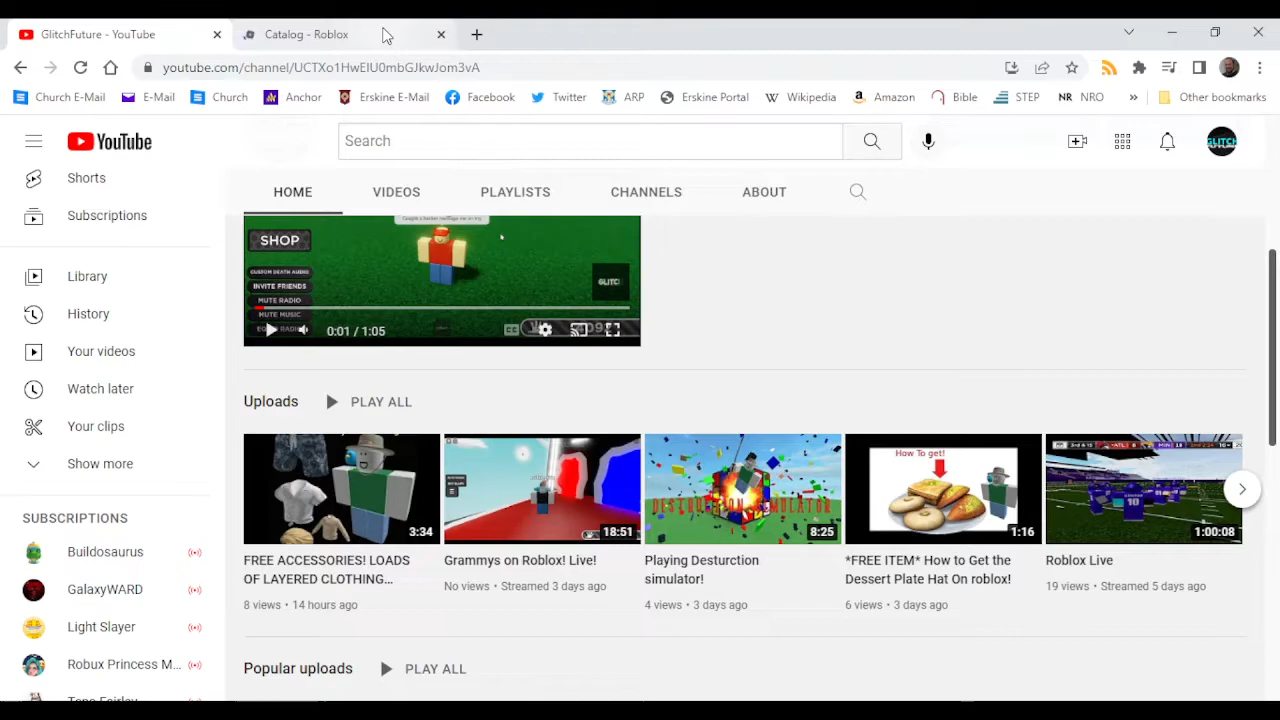 GlitchFuture - YouTube
Catalog - Roblox
youtube.com/channel/UCTXo1HwEIU0mbGJkwJom3vA
Church E-Mail
E-Mail
Church
Anchor
Erskine E-Mail
Facebook
Twitter
ARP
Erskine Portal
Wikipedia
Amazon
Bible
STEP
NR NRO
Other bookmarks
YouTube
Search
GLITCH
Shorts
Subscriptions
HOME
VIDEOS
PLAYLISTS
CHANNELS
ABOUT
SHOP
CUSTOM DEATH AUDIO
INVITE FRIENDS
MUTE RADIO
MUTE MUSIC
GLITC
0:01 / 1:05
Library
History
Your videos
Watch later
Your clips
Show more
SUBSCRIPTIONS
Buildosaurus
GalaxyWARD
Light Slayer
Robux Princess M...
Uploads
PLAY ALL
3:34
18:51
DESTRUCTION SIMULATOR
8:25
How To get!
1:16
1:00:08
FREE ACCESSORIES! LOADS
OF LAYERED CLOTHING...
8 views • 14 hours ago
Grammys on Roblox! Live!
No views • Streamed 3 days ago
Playing Desturction
simulator!
4 views • 3 days ago
*FREE ITEM* How to Get the
Dessert Plate Hat On roblox!
6 views • 3 days ago
Roblox Live
19 views • Streamed 5 days ago
Popular uploads
PLAY ALL